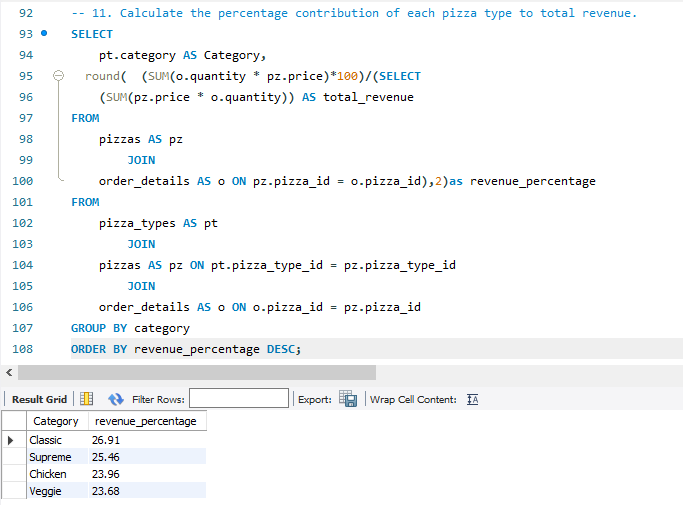 92 -- 11. Calculate the percentage contribution of each pizza type to total revenue.
93 SELECT
94 pt.category AS Category,
95 round( (SUM(o.quantity * pz.price)*100)/(SELECT
96 (SUM(pz.price * o.quantity)) AS total_revenue
97 FROM
98 pizzas AS pz
99 JOIN
100 order_details AS o ON pz.pizza_id = o.pizza_id),2)as revenue_percentage
101 FROM
102 pizza_types AS pt
103 JOIN
104 pizzas AS pz ON pt.pizza_type_id = pz.pizza_type_id
105 JOIN
106 order_details AS o ON o.pizza_id = pz.pizza_id
107 GROUP BY category
108 ORDER BY revenue_percentage DESC;
Result Grid Filter Rows: Export: Wrap Cell Content: IA
Category revenue_percentage
Classic 26.91
Supreme 25.46
Chicken 23.96
Veggie 23.68